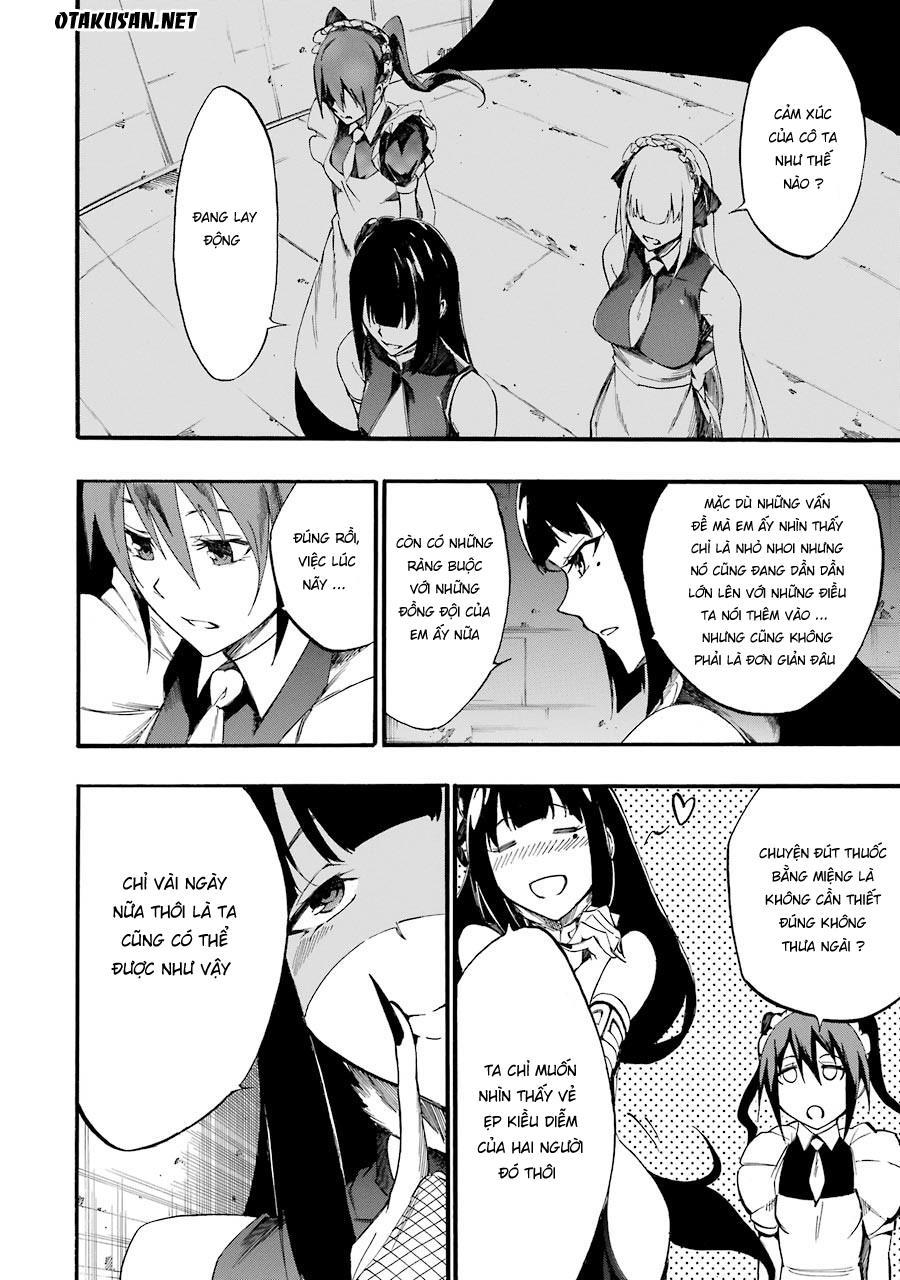 OTAKUSAN.NET
CẢM XÚC
CỦA CÔ TA
NHƯ THẾ
NÀO ?
ĐANG LAY
ĐỘNG
MẶC DÙ NHỮNG VẤN
ĐỀ MÀ EM ẤY NHÌN THẤY
CHỈ LÀ NHỎ NHOI NHƯNG
NÓ CŨNG ĐANG DẦN DẦN
LỚN LÊN VỚI NHỮNG ĐIỀU
TA NÓI THÊM VÀO ...
NHƯNG CŨNG KHÔNG
PHẢI LÀ ĐƠN GIẢN ĐÂU
CÒN CÓ NHỮNG
RÀNG BUỘC
VỚI NHỮNG
ĐỒNG ĐỘI CỦA
EM ẤY NỮA
ĐÚNG RỒI,
VIỆC LÚC
NÃY ...
CHUYỆN ĐÚT THUỐC
BẰNG MIỆNG LÀ
KHÔNG CẦN THIẾT
ĐÚNG KHÔNG
THƯA NGÀI ?
TA CHỈ MUỐN
NHÌN THẤY VẺ
ẸP KIỀU DIỄM
CỦA HAI NGƯỜI
ĐÓ THÔI
CHỈ VÀI NGÀY
NỮA THÔI LÀ TA
CŨNG CÓ THỂ
ĐƯỢC NHƯ VẬY